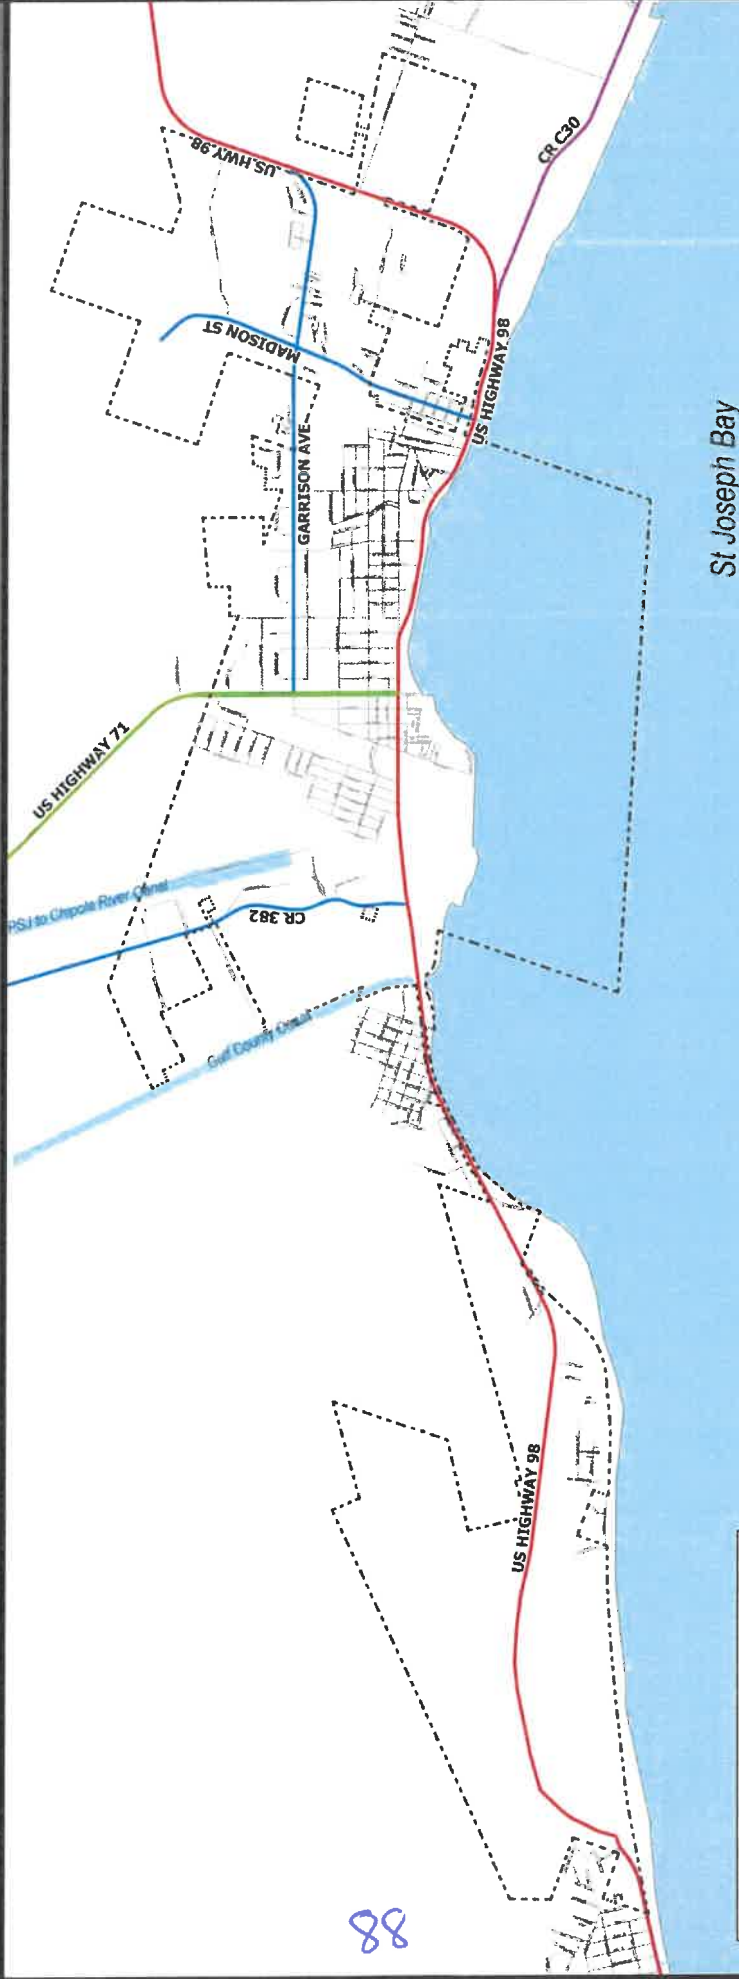 CR C30
US HWY 98
MADISON ST
US HIGHWAY 98
GARRISON AVE
St Joseph Bay
US HIGHWAY 71
PSJ to Chipola River Canal
CR 382
Gulf County Canal
US HIGHWAY 98
88